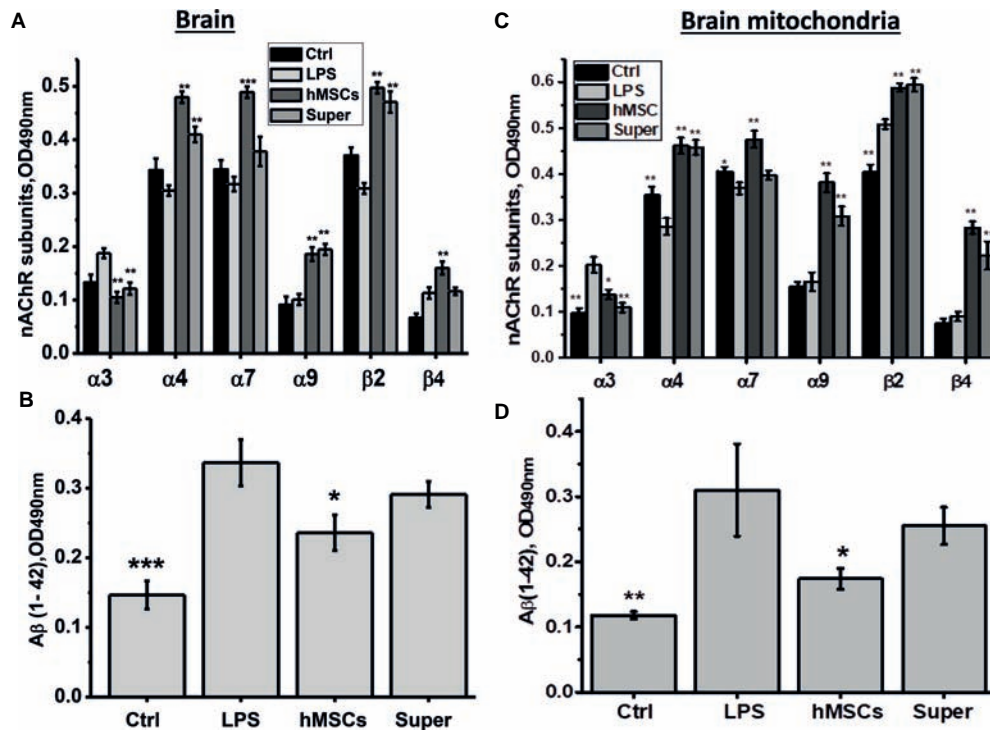 A
Brain
nAChR subunits,OD490nm
0.5
0.4
0.3
0.2
0.1
0.0
Ctrl
LPS
hMSCs
Super
** ** *** ** ** ** ** ** ** ** **
α3 α4 α7 α9 β2 β4
C
Brain mitochondria
nAChR subunits, OD490nm
0.6
0.5
0.4
0.3
0.2
0.1
0.0
Ctrl
LPS
hMSC
Super
** * ** ** ** ** * ** ** ** ** ** ** ** **
α3 α4 α7 α9 β2 β4
B
Aβ (1- 42),OD490nm
0.4
0.3
0.2
0.1
0.0
***
*
Ctrl LPS hMSCs Super
D
Aβ(1-42), OD490nm
0.4
0.3
0.2
0.1
0.0
**
*
Ctrl LPS hMSCs Super